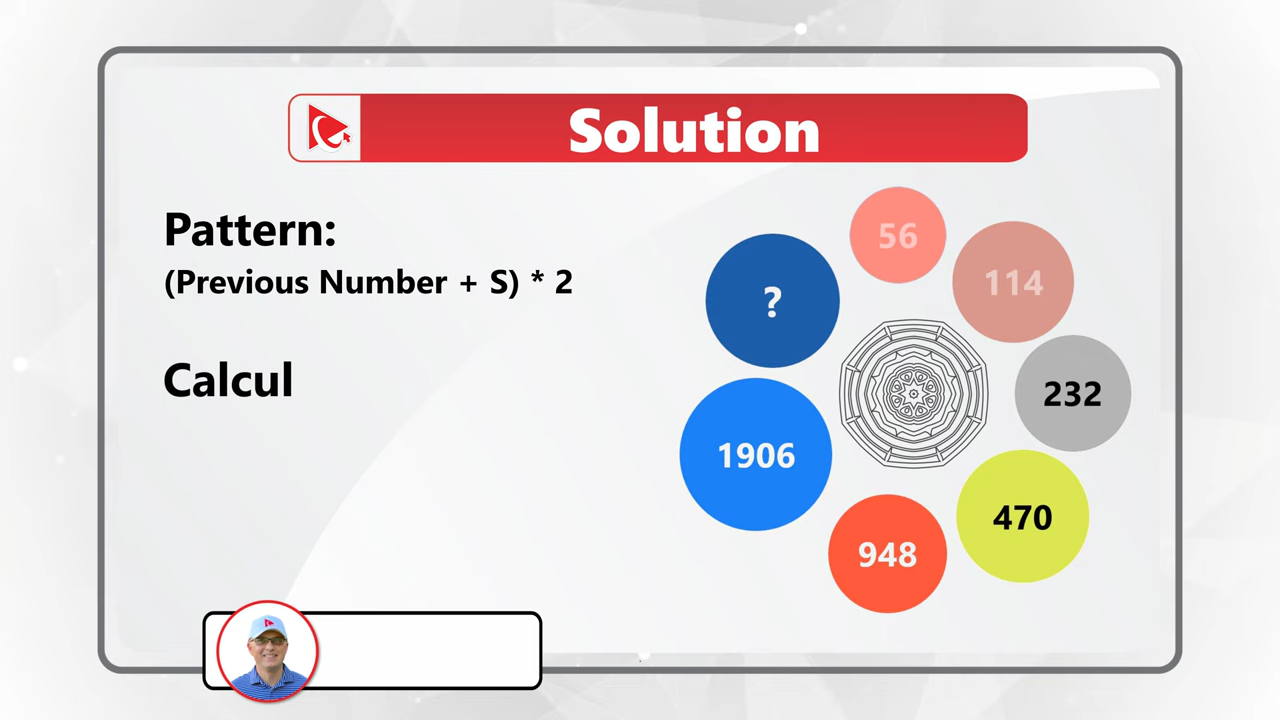 Solution
Pattern:
(Previous Number + S) * 2
Calcul
56
114
232
470
948
1906
?